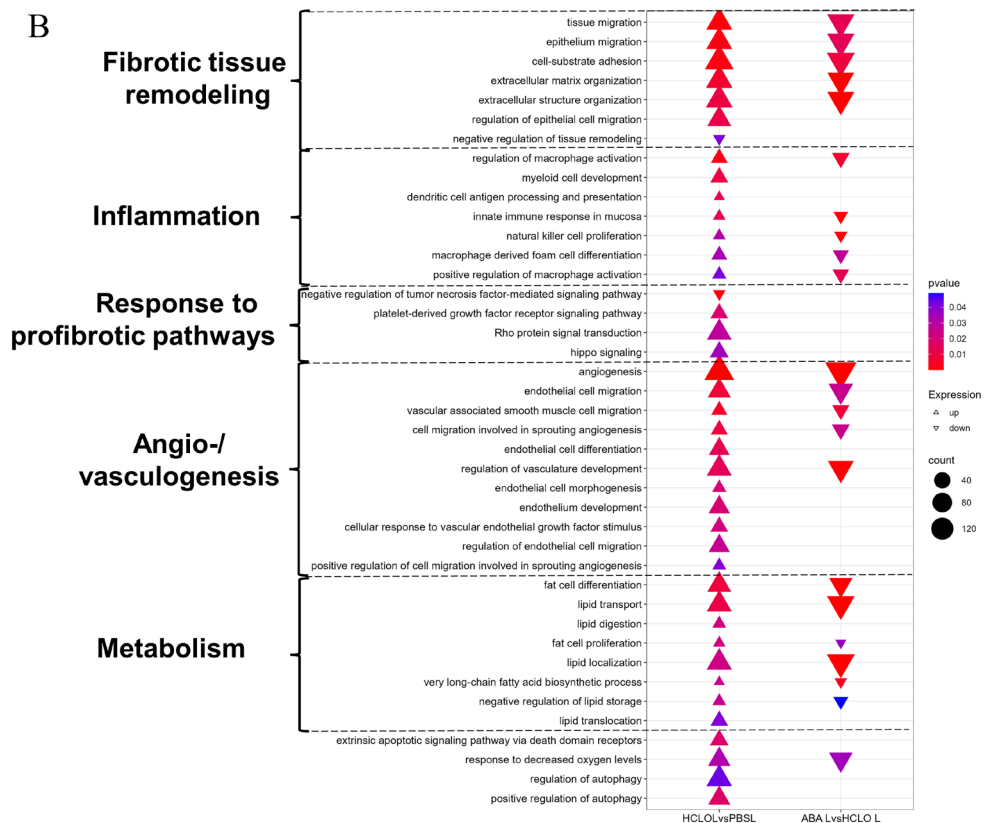 B
Fibrotic tissue
remodeling
tissue migration
epithelium migration
cell-substrate adhesion
extracellular matrix organization
extracellular structure organization
regulation of epithelial cell migration
negative regulation of tissue remodeling
Inflammation
regulation of macrophage activation
myeloid cell development
dendritic cell antigen processing and presentation
innate immune response in mucosa
natural killer cell proliferation
macrophage derived foam cell differentiation
positive regulation of macrophage activation
Response to
profibrotic pathways
negative regulation of tumor necrosis factor-mediated signaling pathway
platelet-derived growth factor receptor signaling pathway
Rho protein signal transduction
hippo signaling
Angio-/
vasculogenesis
angiogenesis
endothelial cell migration
vascular associated smooth muscle cell migration
cell migration involved in sprouting angiogenesis
endothelial cell differentiation
regulation of vasculature development
endothelial cell morphogenesis
endothelium development
cellular response to vascular endothelial growth factor stimulus
regulation of endothelial cell migration
positive regulation of cell migration involved in sprouting angiogenesis
Metabolism
fat cell differentiation
lipid transport
lipid digestion
fat cell proliferation
lipid localization
very long-chain fatty acid biosynthetic process
negative regulation of lipid storage
lipid translocation
extrinsic apoptotic signaling pathway via death domain receptors
response to decreased oxygen levels
regulation of autophagy
positive regulation of autophagy
HCLOLvsPBSL
ABA LvsHCLO L
pvalue
0.04
0.03
0.02
0.01
Expression
up
down
count
40
80
120